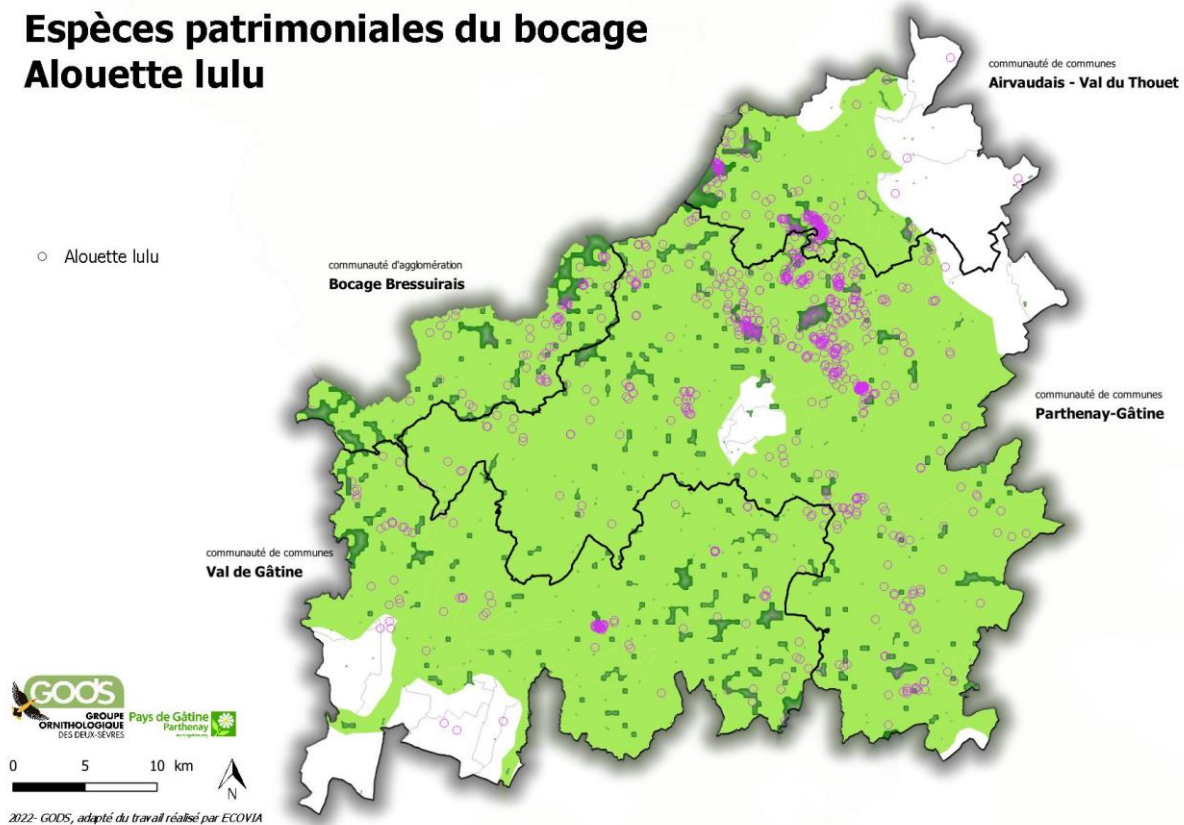 Espèces patrimoniales du bocage
Alouette lulu
communauté de communes
Airvaudais - Val du Thouet
Alouette lulu
communauté d'agglomération
Bocage Bressuirais
communauté de communes
Parthenay-Gâtine
communauté de communes
Val de Gâtine
GODS
GROUPE
ORNITHOLOGIQUE
DES DEUX-SÈVRES
Pays de Gâtine
Parthenay
0 5 10 km
N
2022- GODS, adapté du travail réalisé par ECOVIA